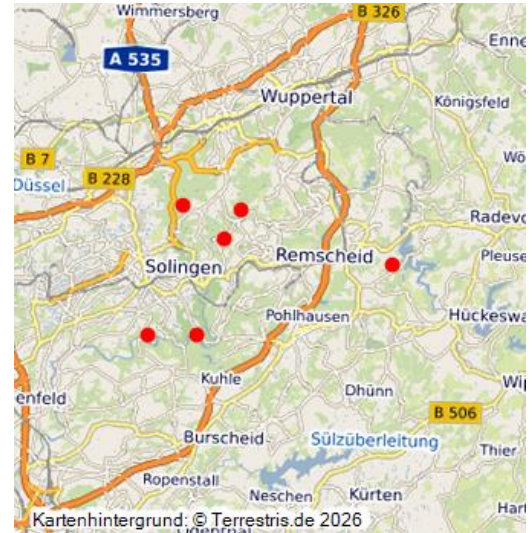 Wimmersberg
B 326
Enne
A 535
Wuppertal
Königsfeld
B 7
Wö
Düssel
B 228
Radevo
Remscheid
Pleuse
Solingen
Pohlhausen
Hückeswa
Kuhle
Wip
enfeld
Dhünn
B 506
Burscheid
Sülzüberleitung
Thier
Ropenstall
Neschen
Kürten
Hart
Kartenhintergrund: © Terrestris.de 2026